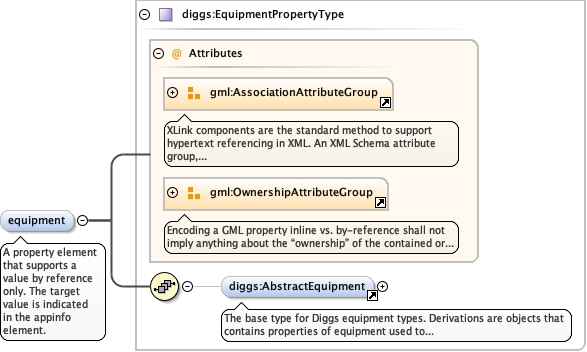 diggs:EquipmentPropertyType
@ Attributes
gml:AssociationAttributeGroup
XLink components are the standard method to support
hypertext referencing in XML. An XML Schema attribute
group,...
gml:OwnershipAttributeGroup
Encoding a GML property inline vs. by-reference shall not
imply anything about the “ownership” of the contained or...
equipment
A property element
that supports a
value by reference
only. The target
value is indicated
in the appinfo
element.
diggs:AbstractEquipment
The base type for Diggs equipment types. Derivations are objects that
contains properties of equipment used to...